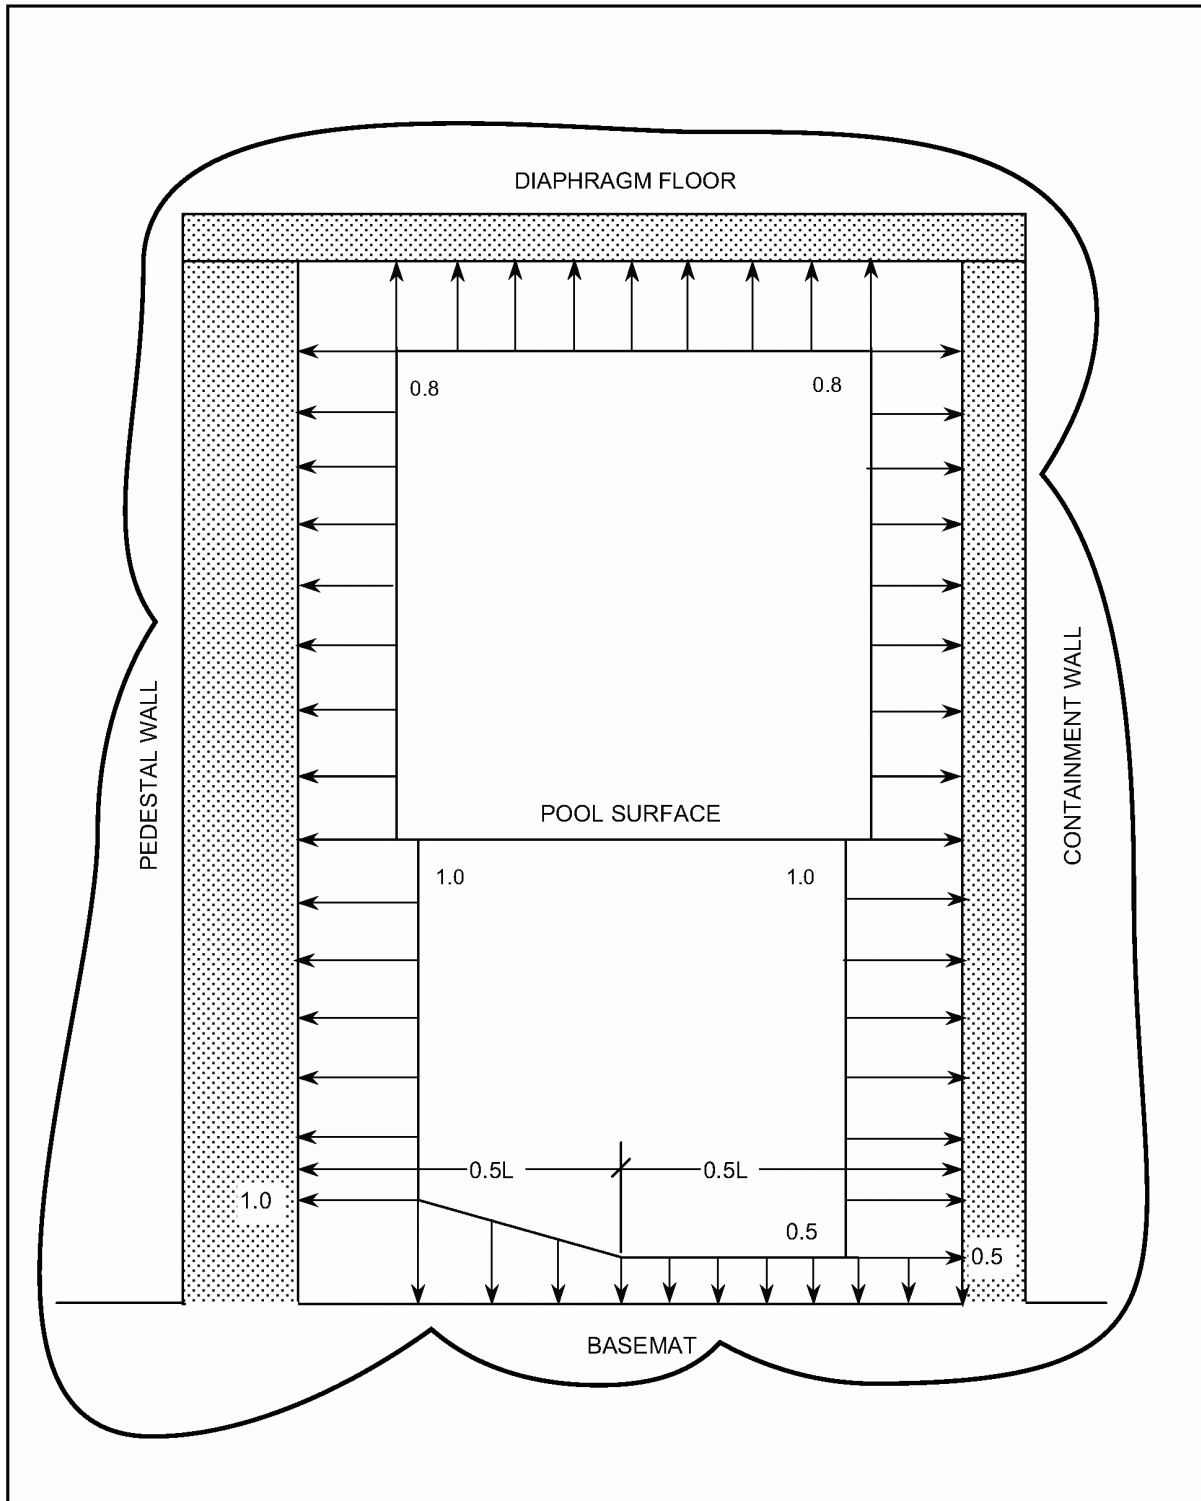 DIAPHRAGM FLOOR
0.8
0.8
PEDESTAL WALL
CONTAINMENT WALL
POOL SURFACE
1.0
1.0
0.5L
0.5L
1.0
0.5
0.5
BASEMAT